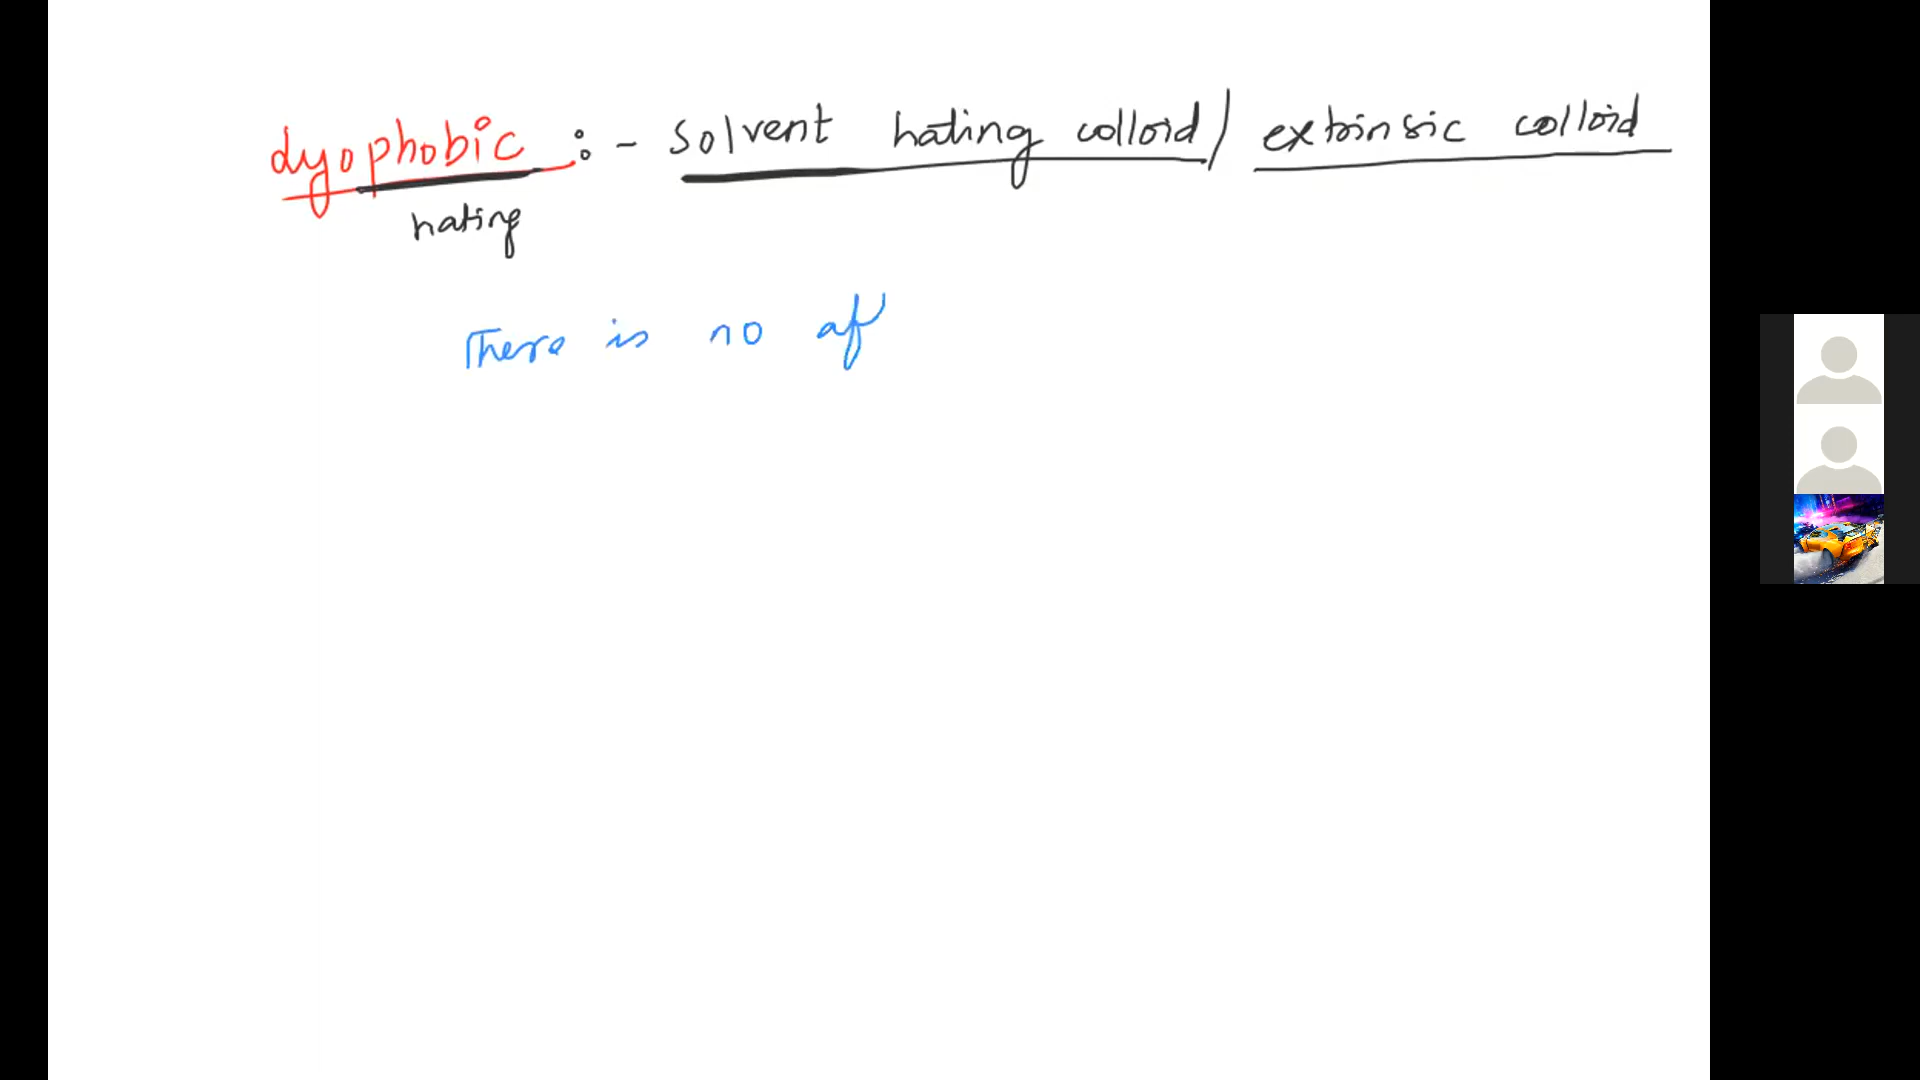 dyophobic :- solvent hating colloid/ extrinsic colloid
hating
There is no af